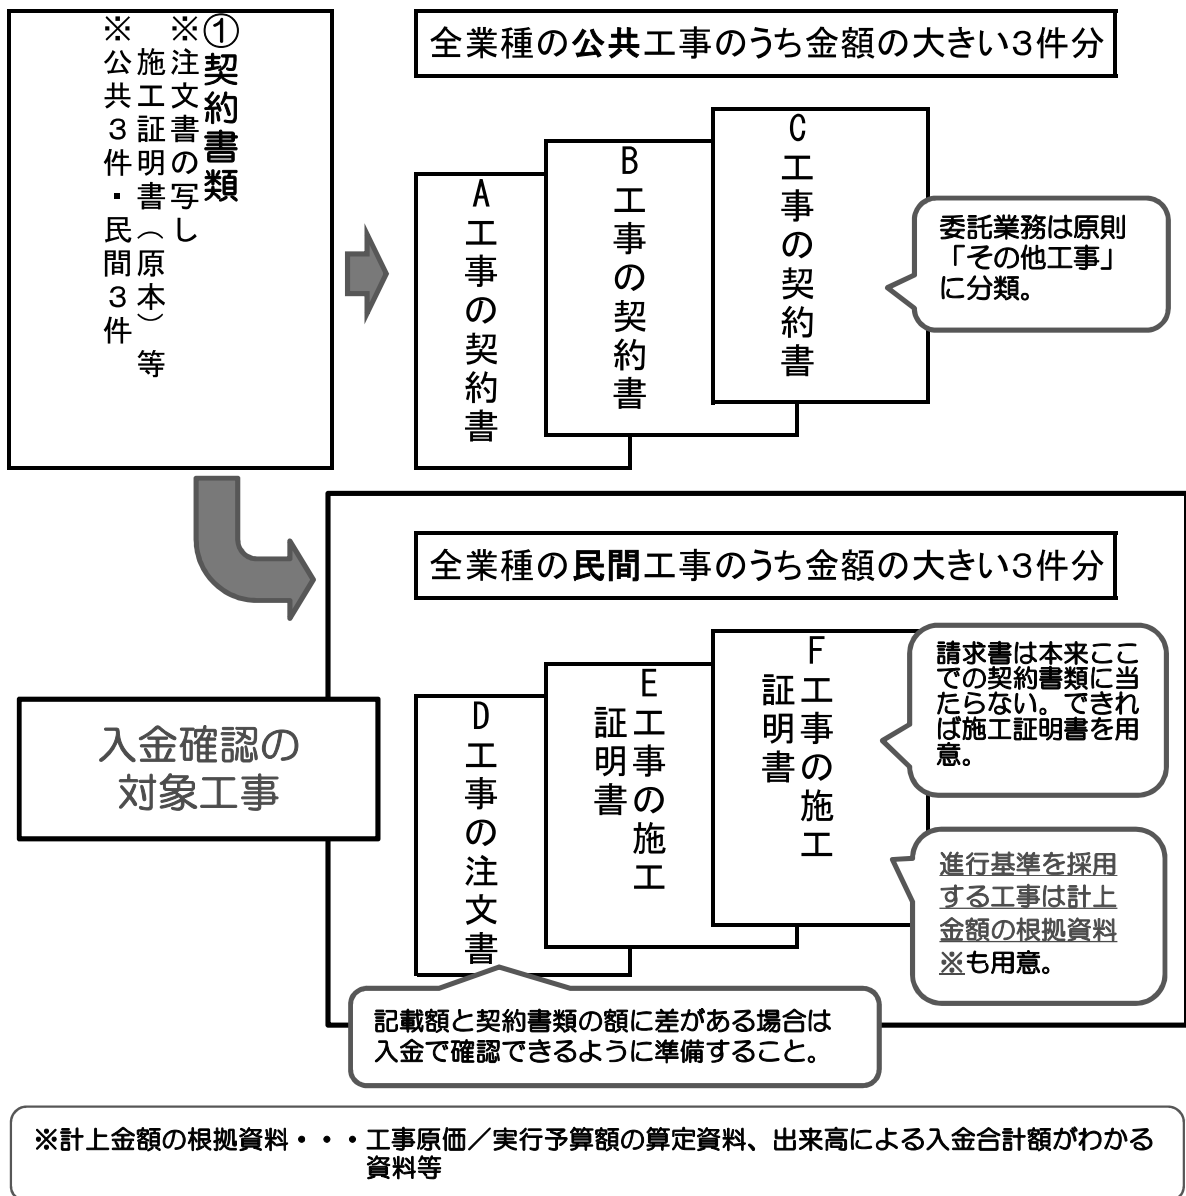 ①契約書類
※注文書の写し
施工証明書（原本）等
※公共３件・民間３件
全業種の公共工事のうち金額の大きい３件分
A工事の契約書
B工事の契約書
C工事の契約書
委託業務は原則
「その他工事」
に分類。
全業種の民間工事のうち金額の大きい３件分
入金確認の
対象工事
D工事の注文書
E工事の施工
証明書
F工事の施工
証明書
請求書は本来ここ
での契約書類に当
たらない。できれ
ば施工証明書を用
意。
進行基準を採用
する工事は計上
金額の根拠資料
※も用意。
記載額と契約書類の額に差がある場合は
入金で確認できるように準備すること。
※計上金額の根拠資料・・・工事原価／実行予算額の算定資料、出来高による入金合計額がわかる
資料等